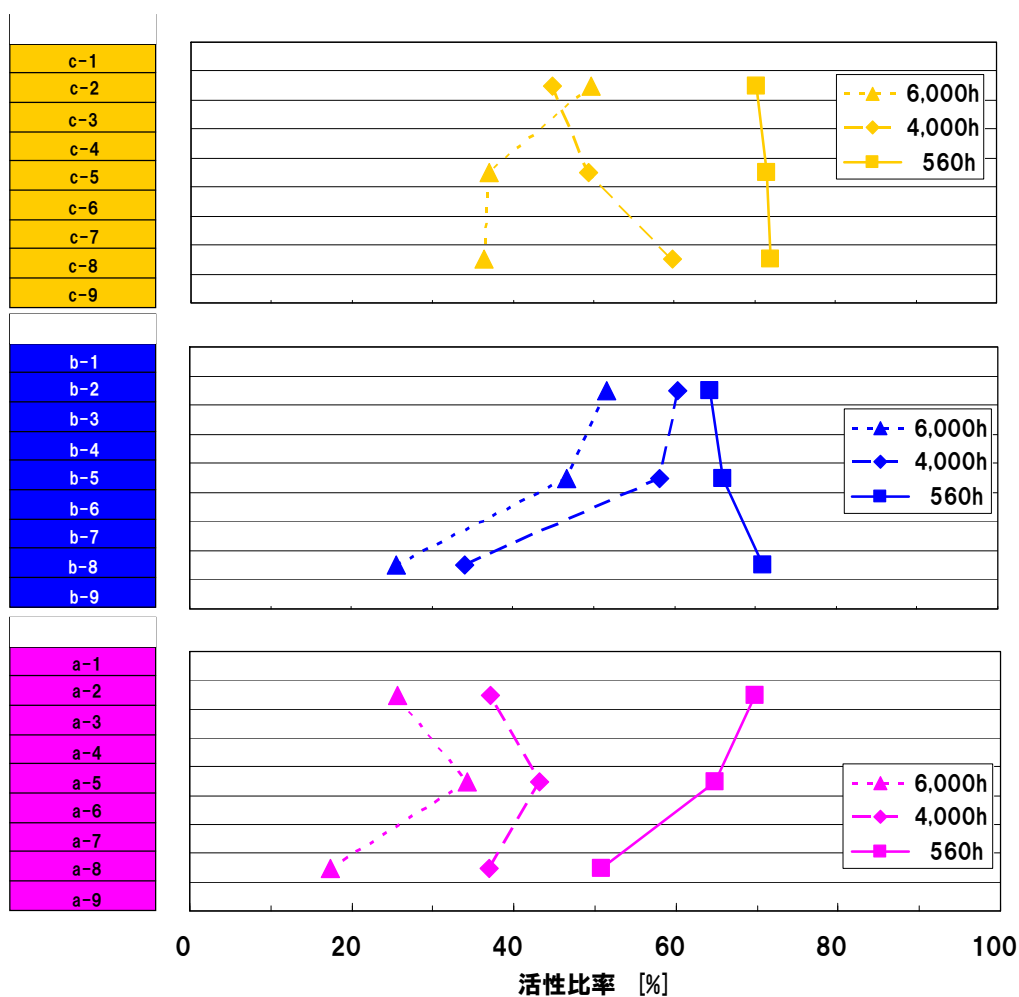 c-1
c-2
c-3
c-4
c-5
c-6
c-7
c-8
c-9
6,000h
4,000h
560h
b-1
b-2
b-3
b-4
b-5
b-6
b-7
b-8
b-9
6,000h
4,000h
560h
a-1
a-2
a-3
a-4
a-5
a-6
a-7
a-8
a-9
6,000h
4,000h
560h
0 20 40 60 80 100
活性比率 [%]